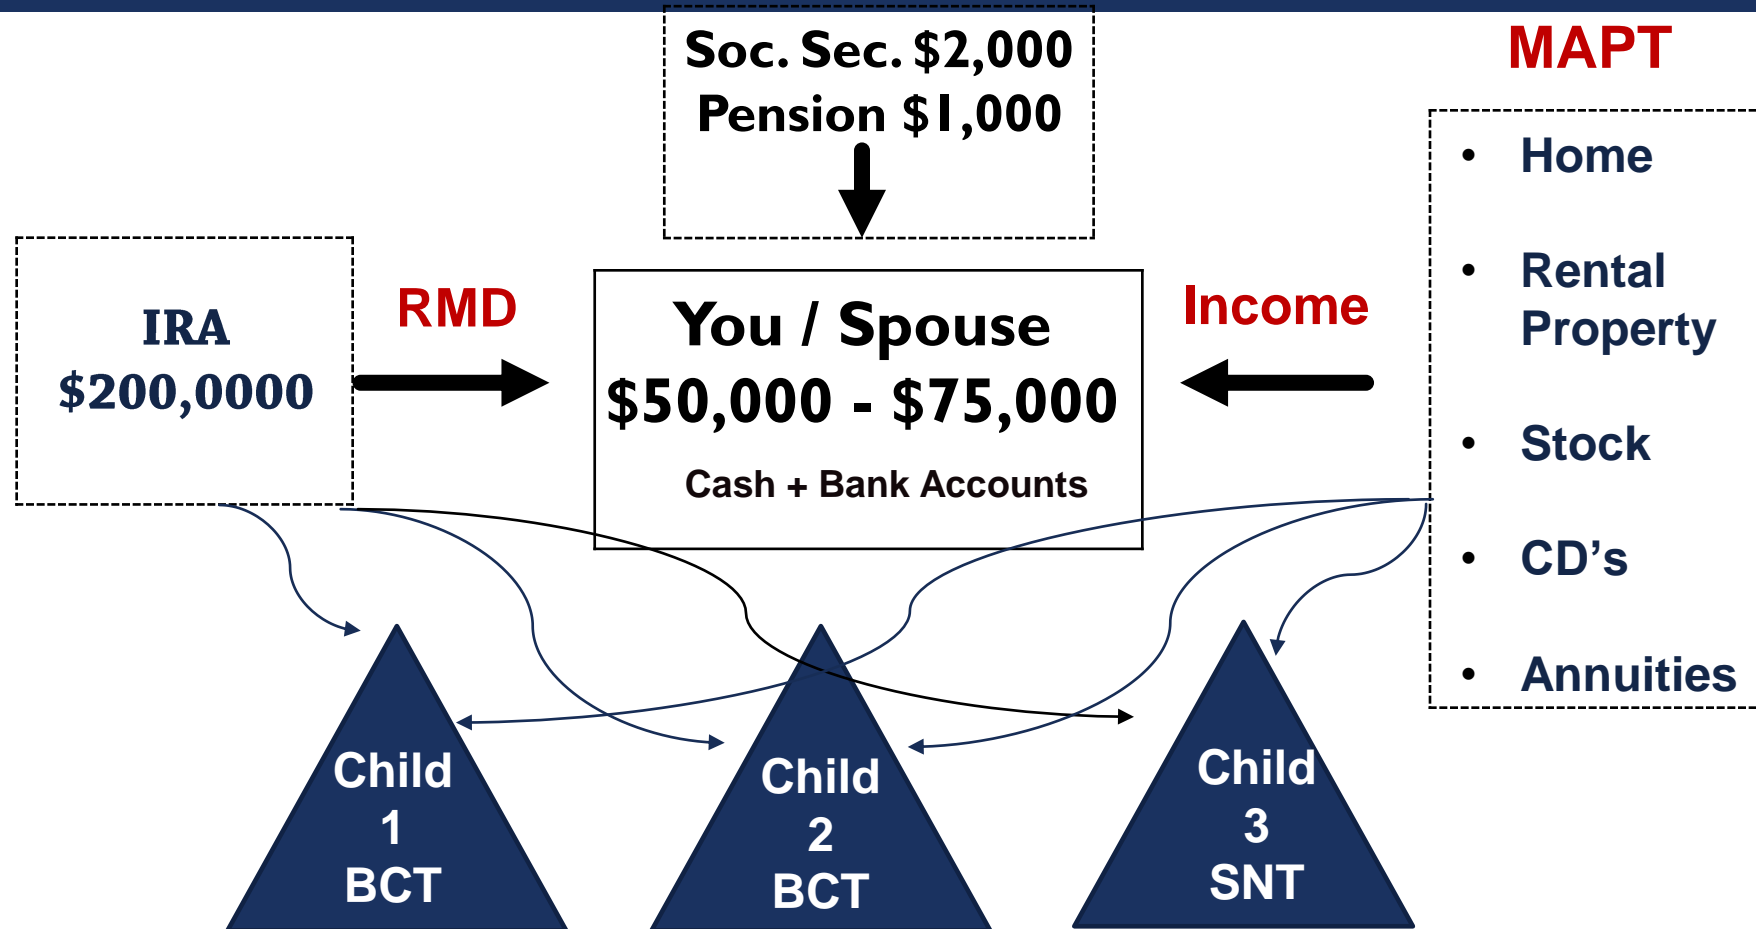 Soc. Sec. $2,000
Pension $1,000
MAPT
IRA
$200,0000
RMD
You / Spouse
$50,000 - $75,000
Cash + Bank Accounts
Income
• Home
• Rental
Property
• Stock
• CD’s
• Annuities
Child
1
BCT
Child
2
BCT
Child
3
SNT